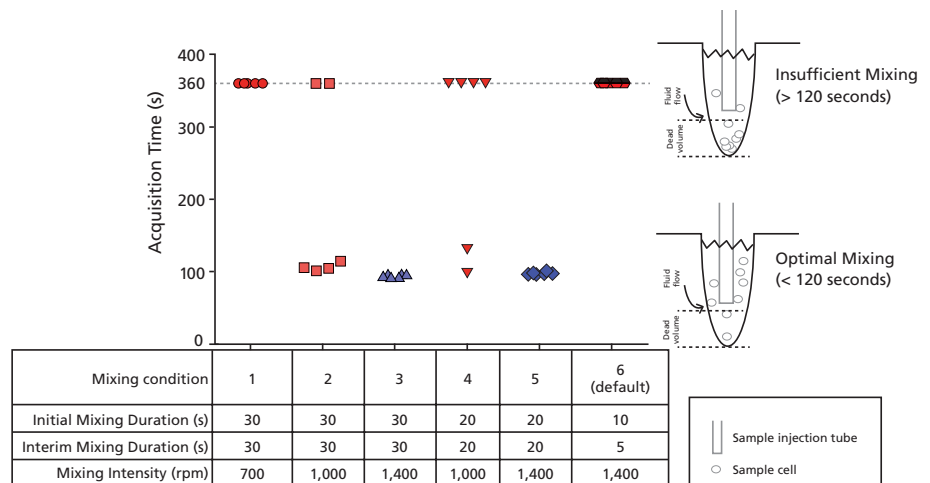 400
360
300
200
100
0
Acquisition Time (s)
Insufficient Mixing
(> 120 seconds)
Fluid
flow
Dead
volume
Optimal Mixing
(< 120 seconds)
Fluid
flow
Dead
volume
Mixing condition 1 2 3 4 5 6
(default)
Initial Mixing Duration (s) 30 30 30 20 20 10
Interim Mixing Duration (s) 30 30 30 20 20 5
Mixing Intensity (rpm) 700 1,000 1,400 1,000 1,400 1,400
Sample injection tube
Sample cell